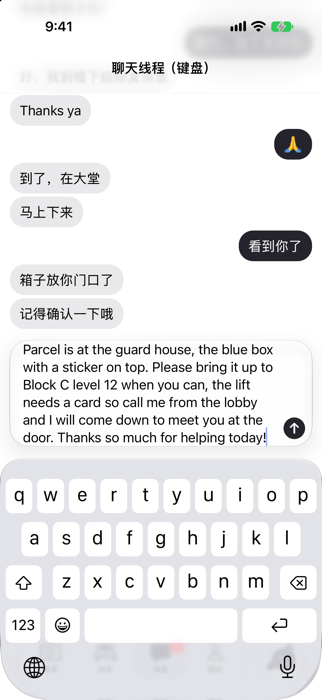 9:41
聊天线程（键盘）
Thanks ya
🙏
到了，在大堂
马上下来
看到你了
箱子放你门口了
记得确认一下哦
Parcel is at the guard house, the blue box
with a sticker on top. Please bring it up to
Block C level 12 when you can, the lift
needs a card so call me from the lobby
and I will come down to meet you at the
door. Thanks so much for helping today!
q w e r t y u i o p
a s d f g h j k l
z x c v b n m
123